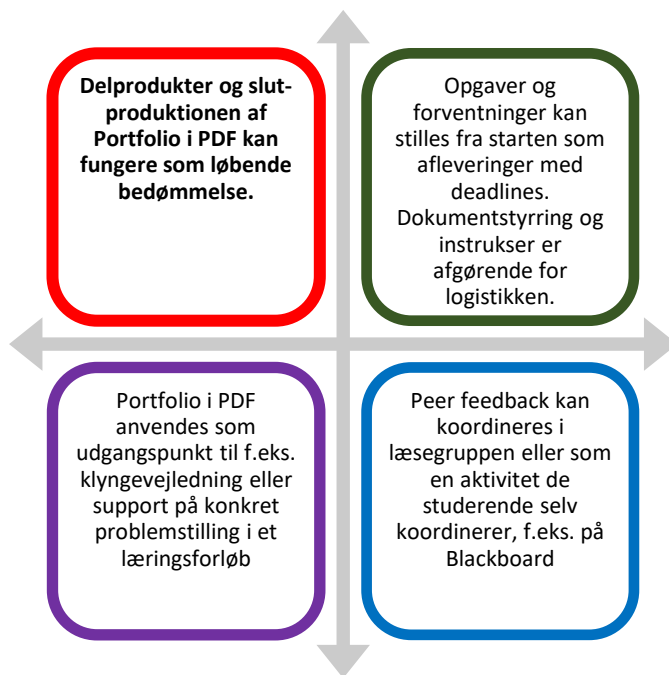 Delprodukter og slut-
produktionen af
Portfolio i PDF kan
fungere som løbende
bedømmelse.
Opgaver og
forventninger kan
stilles fra starten som
afleveringer med
deadlines.
Dokumentstyrring og
instrukser er
afgørende for
logistikken.
Portfolio i PDF
anvendes som
udgangspunkt til f.eks.
klyngevejledning eller
support på konkret
problemstilling i et
læringsforløb
Peer feedback kan
koordineres i
læsegruppen eller som
en aktivitet de
studerende selv
koordinerer, f.eks. på
Blackboard